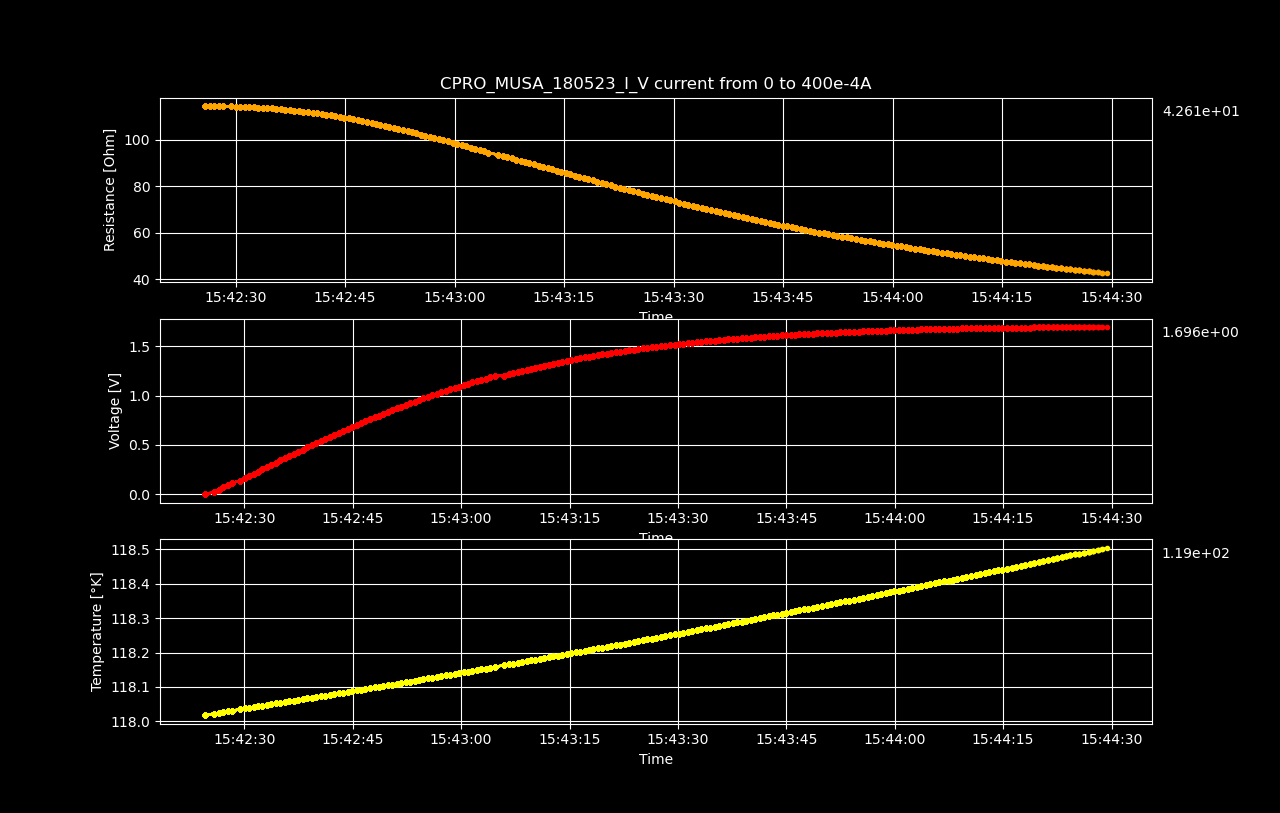 CPRO_MUSA_180523_I_V current from 0 to 400e-4A
4.261e+01
Resistance [Ohm]
100
80
60
40
15:42:30 15:42:45 15:43:00 15:43:15 15:43:30 15:43:45 15:44:00 15:44:15 15:44:30
Time
1.696e+00
Voltage [V]
1.5
1.0
0.5
0.0
15:42:30 15:42:45 15:43:00 15:43:15 15:43:30 15:43:45 15:44:00 15:44:15 15:44:30
Time
1.19e+02
Temperature [°K]
118.5
118.4
118.3
118.2
118.1
118.0
15:42:30 15:42:45 15:43:00 15:43:15 15:43:30 15:43:45 15:44:00 15:44:15 15:44:30
Time